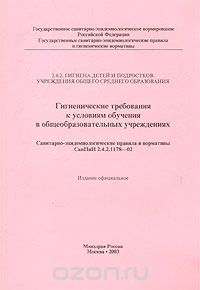 Государственное санитарно-эпидемиологическое нормирование
Российской Федерации
Государственные санитарно-эпидемиологические правила
и гигиенические нормативы
2.4.2. ГИГИЕНА ДЕТЕЙ И ПОДРОСТКОВ.
УЧРЕЖДЕНИЯ ОБЩЕГО СРЕДНЕГО ОБРАЗОВАНИЯ
Гигиенические требования
к условиям обучения
в общеобразовательных учреждениях
Санитарно-эпидемиологические правила и нормативы
СанПиН 2.4.2.1178—02
Издание официальное
Минздрав России
Москва • 2003
ozon.ru